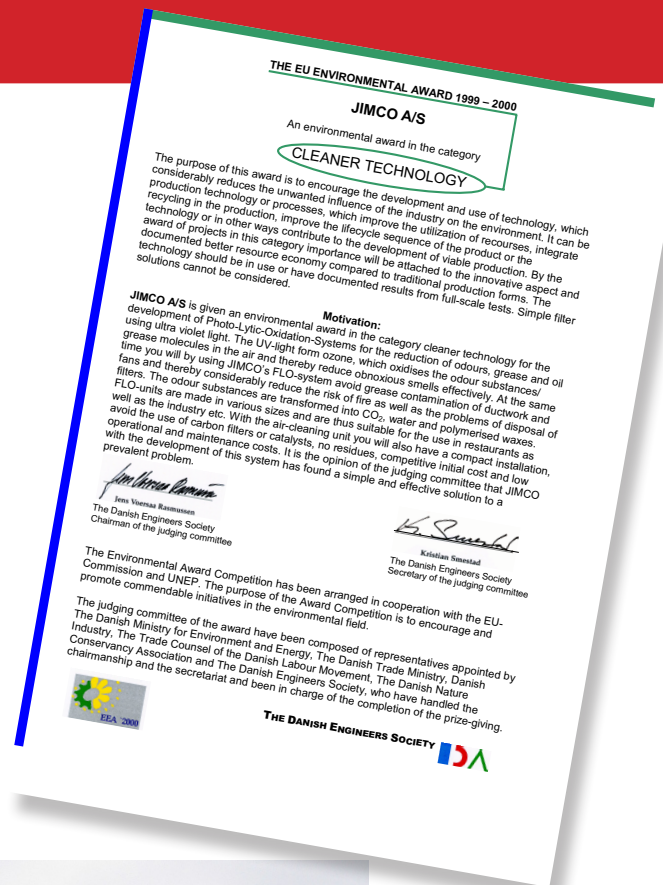 THE EU ENVIRONMENTAL AWARD 1999 – 2000
JIMCO A/S
An environmental award in the category
CLEANER TECHNOLOGY
The purpose of this award is to encourage the development and use of technology, which
considerably reduces the unwanted influence of the industry on the environment. It can be
production technology or processes, which improve the utilization of recourses, integrate
recycling in the production, improve the lifecycle sequence of the product or the
technology or in other ways contribute to the development of viable production. By the
award of projects in this category importance will be attached to the innovative aspect and
documented better resource economy compared to traditional production forms. The
technology should be in use or have documented results from full-scale tests. Simple filter
solutions cannot be considered.
Motivation:
JIMCO A/S is given an environmental award in the category cleaner technology for the
development of Photo-Lytic-Oxidation-Systems for the reduction of odours, grease and oil
using ultra violet light. The UV-light form ozone, which oxidises the odour substances/
grease molecules in the air and thereby reduce obnoxious smells effectively. At the same
time you will by using JIMCO's FLO-system avoid grease contamination of ductwork and
fans and thereby considerably reduce the risk of fire as well as the problems of disposal of
filters. The odour substances are transformed into CO₂, water and polymerised waxes.
FLO-units are made in various sizes and are thus suitable for the use in restaurants as
well as the industry etc. With the air-cleaning unit you will also have a compact installation,
avoid the use of carbon filters or catalysts, no residues, competitive initial cost and low
operational and maintenance costs. It is the opinion of the judging committee that JIMCO
with the development of this system has found a simple and effective solution to a
prevalent problem.
Jens Voersaa Rasmussen
The Danish Engineers Society
Chairman of the judging committee
K. Smestad
Kristian Smestad
The Danish Engineers Society
Secretary of the judging committee
The Environmental Award Competition has been arranged in cooperation with the EU-
Commission and UNEP. The purpose of the Award Competition is to encourage and
promote commendable initiatives in the environmental field.
The judging committee of the award have been composed of representatives appointed by
The Danish Ministry for Environment and Energy, The Danish Trade Ministry, Danish
Industry, The Trade Counsel of the Danish Labour Movement, The Danish Nature
Conservancy Association and The Danish Engineers Society, who have handled the
chairmanship and the secretariat and been in charge of the completion of the prize-giving.
EEA '2000
THE DANISH ENGINEERS SOCIETY IDA